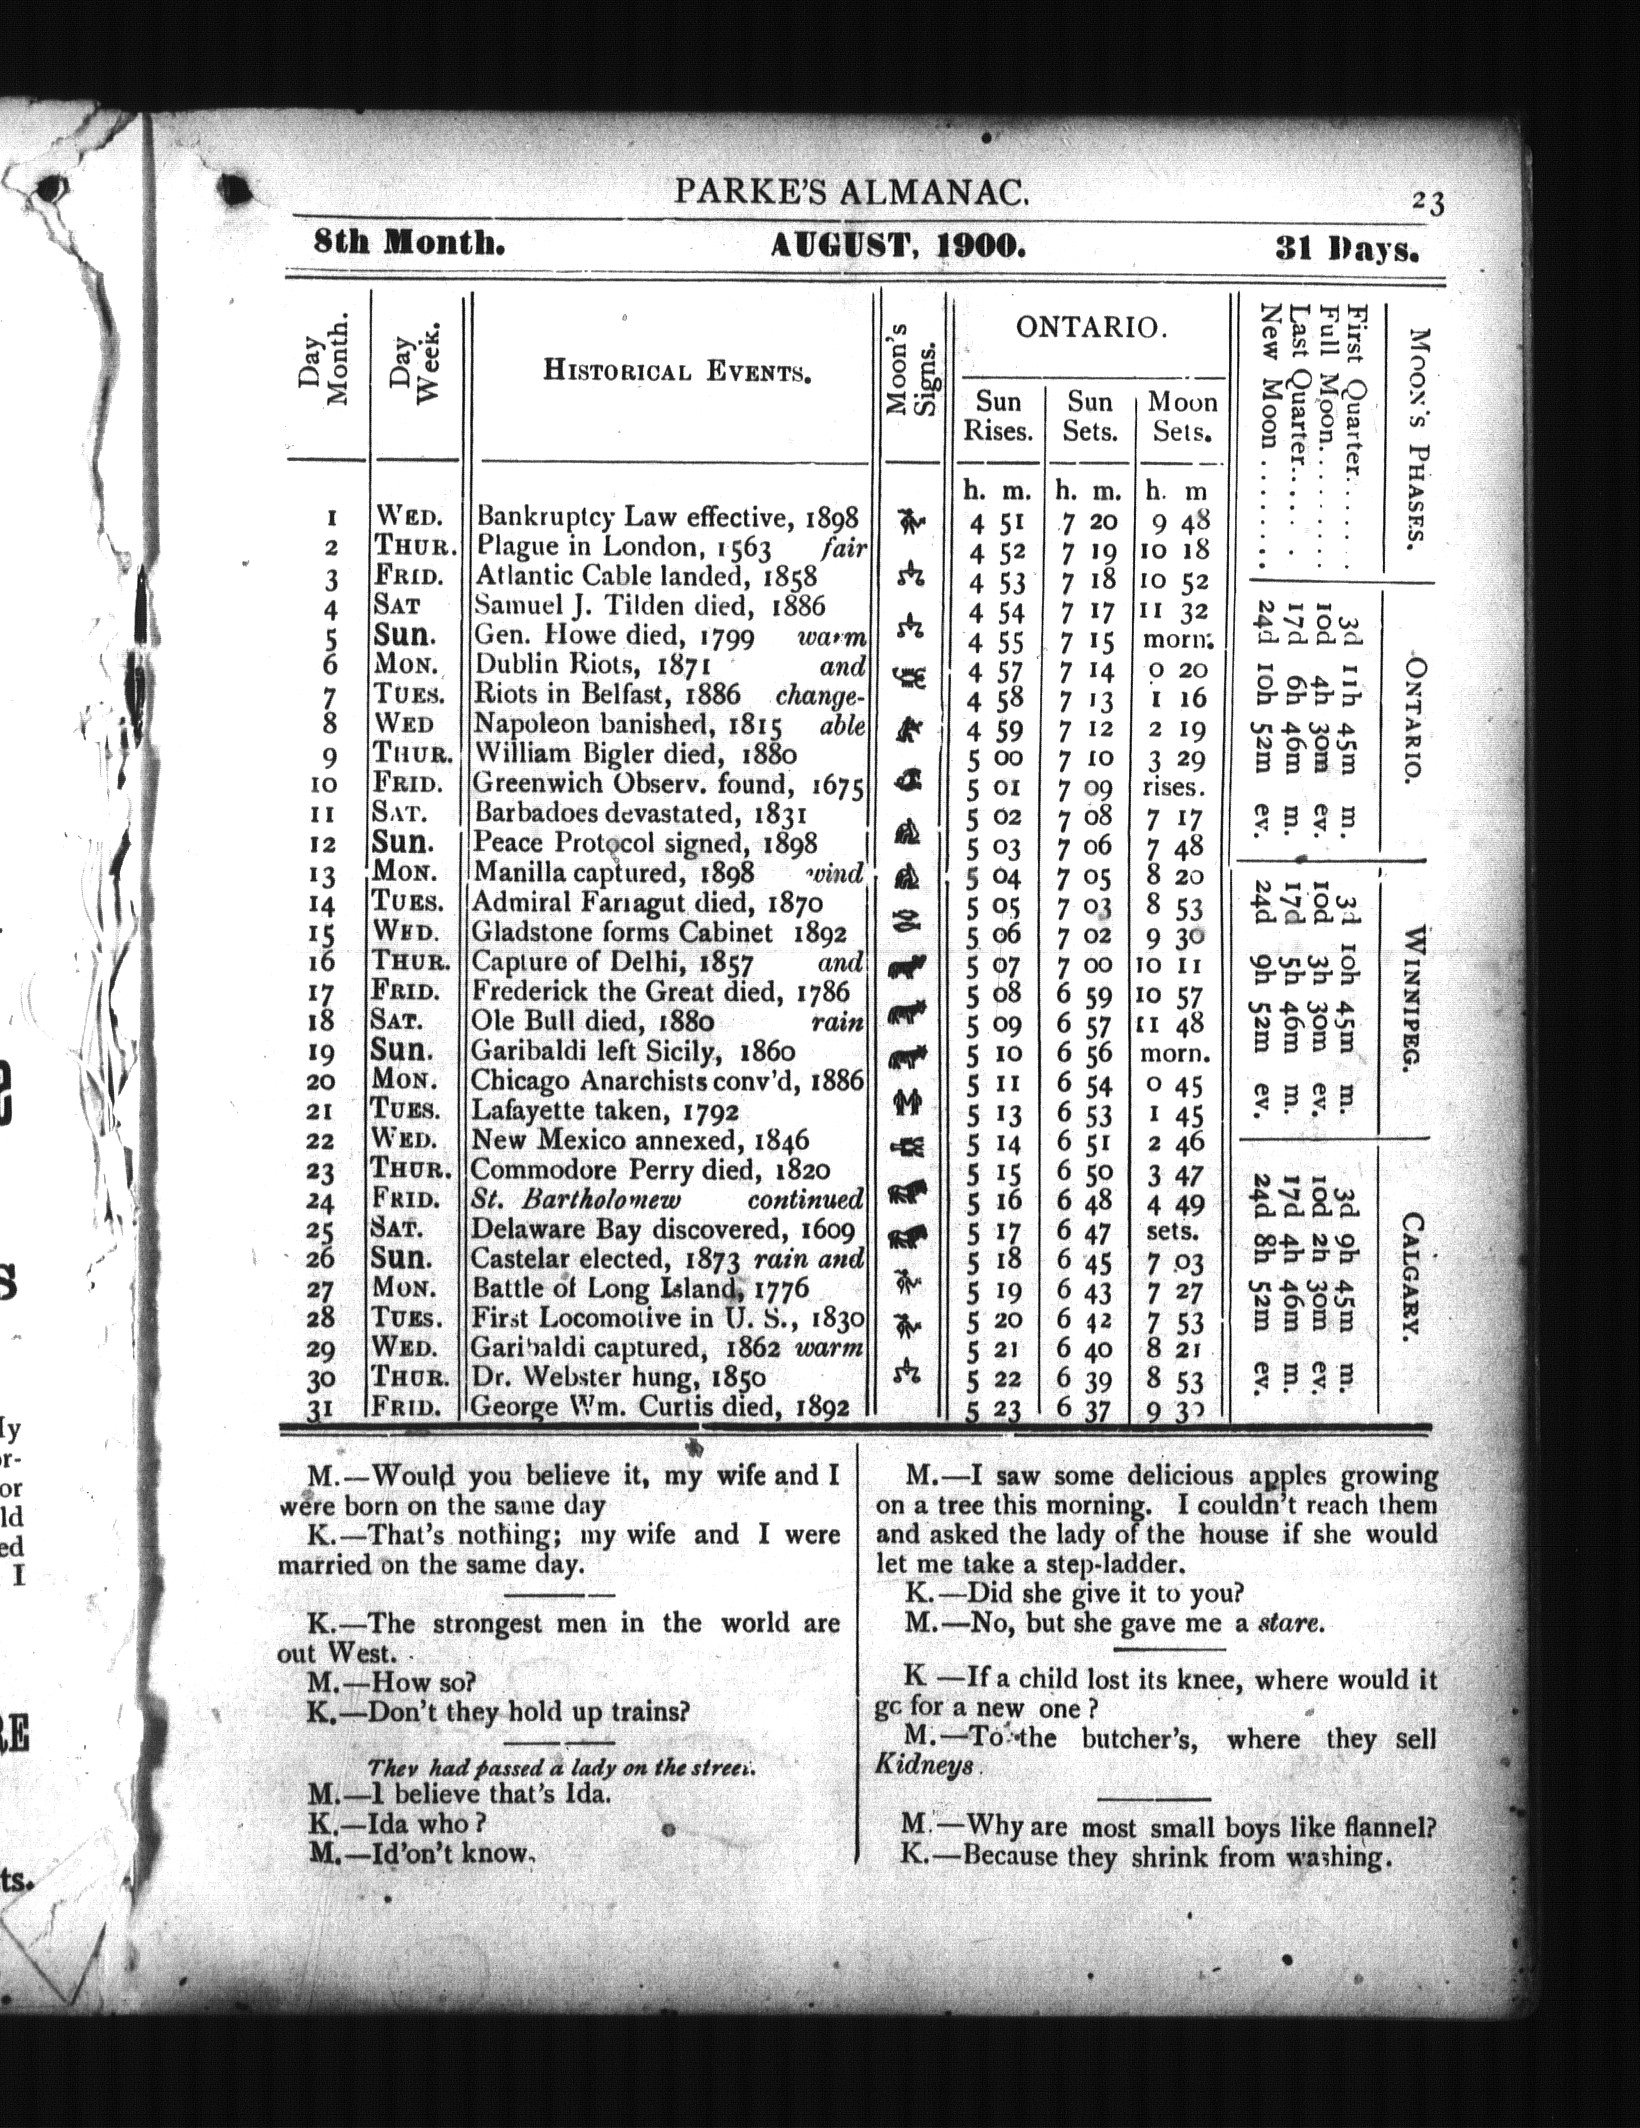 PARKE'S ALMANAC. 23
8th Month. AUGUST, 1900. 31 Days.
Day Month. Day Week. HISTORICAL EVENTS. Moon's Signs. ONTARIO.
Sun Rises. Sun Sets. Moon Sets.
h. m. h. m. h. m
1 WED. Bankruptcy Law effective, 1898 4 51 7 20 9 48
2 THUR. Plague in London, 1563 fair 4 52 7 19 10 18
3 FRID. Atlantic Cable landed, 1858 4 53 7 18 10 52
4 SAT Samuel J. Tilden died, 1886 4 54 7 17 11 32
5 Sun. Gen. Howe died, 1799 warm 4 55 7 15 morn.
6 MON. Dublin Riots, 1871 and 4 57 7 14 0 20
7 TUES. Riots in Belfast, 1886 change- 4 58 7 13 1 16
8 WED Napoleon banished, 1815 able 4 59 7 12 2 19
9 THUR. William Bigler died, 1880 5 00 7 10 3 29
10 FRID. Greenwich Observ. found, 1675 5 01 7 09 rises.
11 SAT. Barbadoes devastated, 1831 5 02 7 08 7 17
12 Sun. Peace Protocol signed, 1898 5 03 7 06 7 48
13 MON. Manilla captured, 1898 wind 5 04 7 05 8 20
14 TUES. Admiral Farragut died, 1870 5 05 7 03 8 53
15 WED. Gladstone forms Cabinet 1892 5 06 7 02 9 30
16 THUR. Capture of Delhi, 1857 and 5 07 7 00 10 11
17 FRID. Frederick the Great died, 1786 5 08 6 59 10 57
18 SAT. Ole Bull died, 1880 rain 5 09 6 57 11 48
19 Sun. Garibaldi left Sicily, 1860 5 10 6 56 morn.
20 MON. Chicago Anarchists conv'd, 1886 5 11 6 54 0 45
21 TUES. Lafayette taken, 1792 5 13 6 53 1 45
22 WED. New Mexico annexed, 1846 5 14 6 51 2 46
23 THUR. Commodore Perry died, 1820 5 15 6 50 3 47
24 FRID. St. Bartholomew continued 5 16 6 48 4 49
25 SAT. Delaware Bay discovered, 1609 5 17 6 47 sets.
26 Sun. Castelar elected, 1873 rain and 5 18 6 45 7 03
27 MON. Battle of Long Island, 1776 5 19 6 43 7 27
28 TUES. First Locomotive in U. S., 1830 5 20 6 42 7 53
29 WED. Garibaldi captured, 1862 warm 5 21 6 40 8 21
30 THUR. Dr. Webster hung, 1850 5 22 6 39 8 53
31 FRID. George Wm. Curtis died, 1892 5 23 6 37 9 30
MOON'S PHASES. ONTARIO. WINNIPEG. CALGARY.
First Quarter...... 3d 11h 45m m. 3d 10h 45m m. 3d 9h 45m m.
Full Moon........ 10d 4h 30m ev. 10d 3h 30m ev. 10d 2h 30m ev.
Last Quarter..... 17d 6h 46m m. 17d 5h 46m m. 17d 4h 46m m.
New Moon ....... 24d 10h 52m ev. 24d 9h 52m ev. 24d 8h 52m ev.
M.—Would you believe it, my wife and I
were born on the same day
K.—That's nothing; my wife and I were
married on the same day.
K.—The strongest men in the world are
out West.
M.—How so?
K.—Don't they hold up trains?
They had passed a lady on the street.
M.—I believe that's Ida.
K.—Ida who?
M.—Id'on't know.
M.—I saw some delicious apples growing
on a tree this morning. I couldn't reach them
and asked the lady of the house if she would
let me take a step-ladder.
K.—Did she give it to you?
M.—No, but she gave me a stare.
K —If a child lost its knee, where would it
go for a new one?
M.—To the butcher's, where they sell
Kidneys.
M.—Why are most small boys like flannel?
K.—Because they shrink from washing.